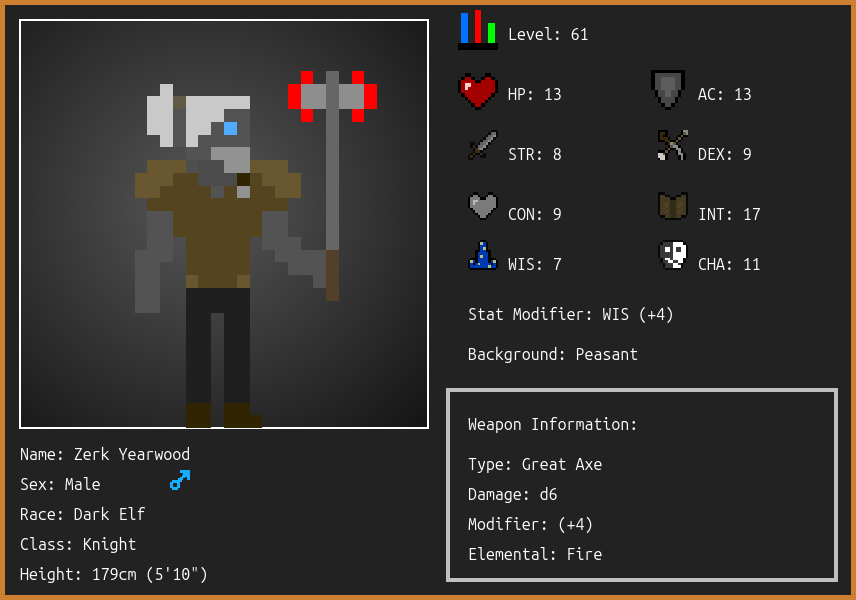 Level: 61
HP: 13
AC: 13
STR: 8
DEX: 9
CON: 9
INT: 17
WIS: 7
CHA: 11
Stat Modifier: WIS (+4)
Background: Peasant
Weapon Information:
Type: Great Axe
Damage: d6
Modifier: (+4)
Elemental: Fire
Name: Zerk Yearwood
Sex: Male
Race: Dark Elf
Class: Knight
Height: 179cm (5'10")